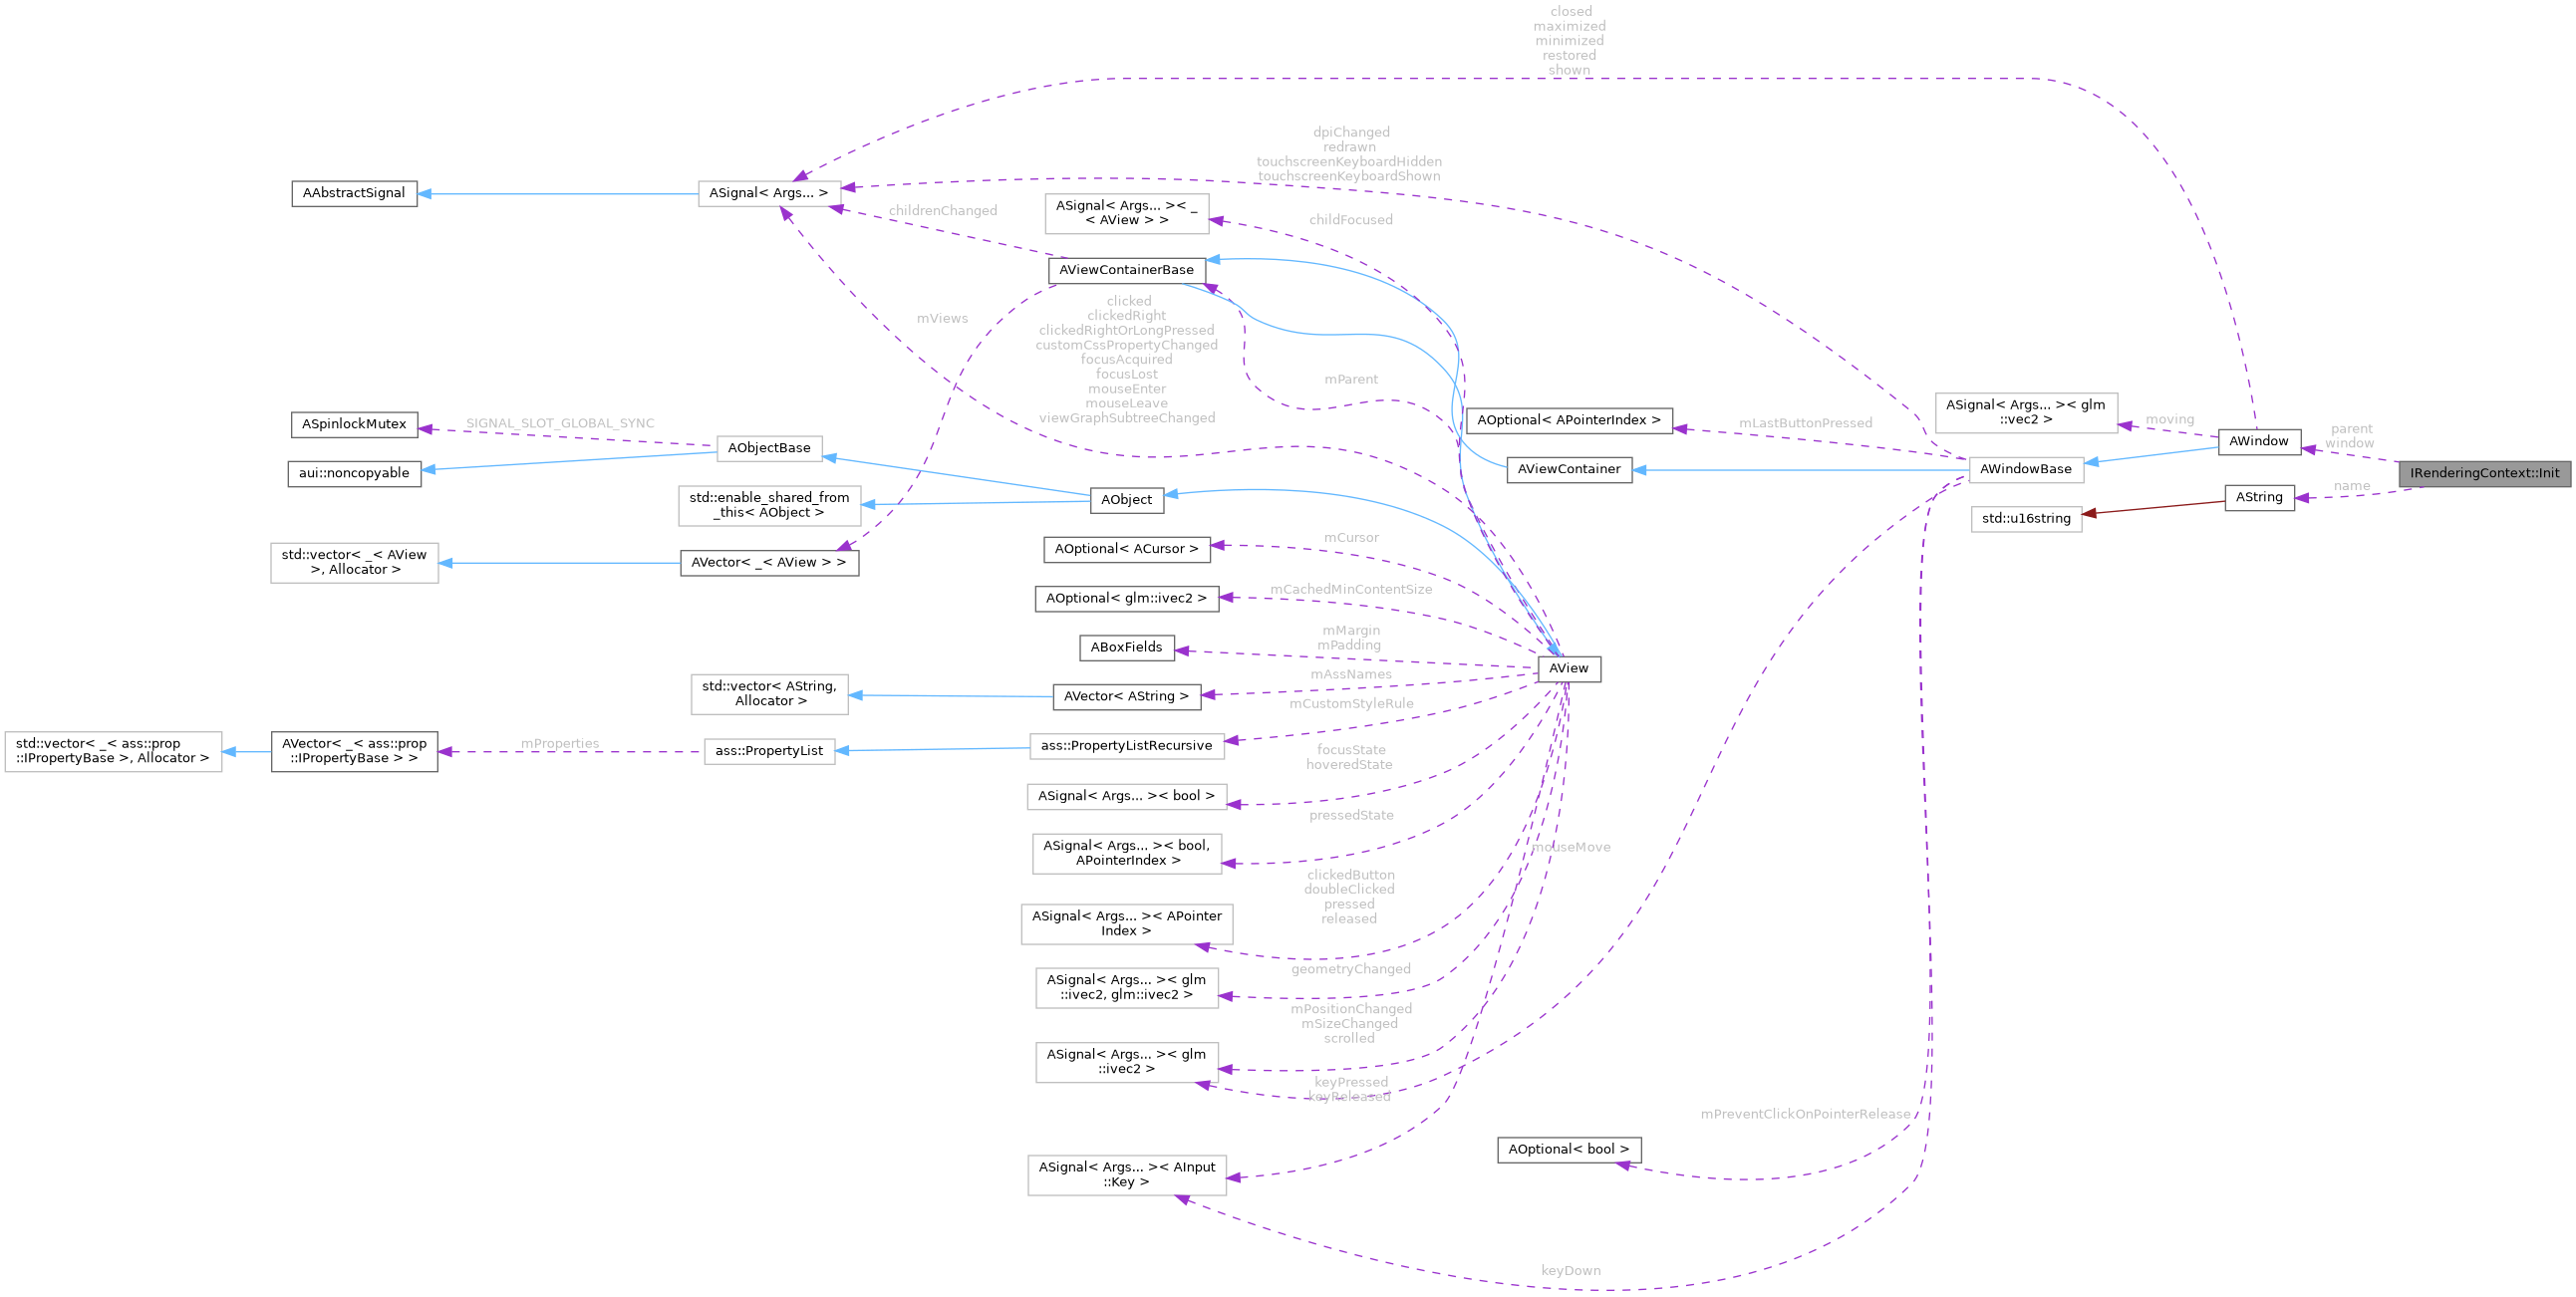 closed
maximized
minimized
restored
shown
dpiChanged
redrawn
touchscreenKeyboardHidden
touchscreenKeyboardShown
AAbstractSignal
ASignal< Args... >
childrenChanged
ASignal< Args... >< _
< AView > >
childFocused
AViewContainerBase
mViews
clicked
clickedRight
clickedRightOrLongPressed
customCssPropertyChanged
focusAcquired
focusLost
mouseEnter
mouseLeave
viewGraphSubtreeChanged
mParent
ASpinlockMutex
SIGNAL_SLOT_GLOBAL_SYNC
AObjectBase
aui::noncopyable
AOptional< APointerIndex >
mLastButtonPressed
ASignal< Args... >< glm
::vec2 >
moving
AWindow
parent
window
AViewContainer
AWindowBase
IRenderingContext::Init
name
AString
std::u16string
std::enable_shared_from
_this< AObject >
AObject
std::vector< _< AView
>, Allocator >
AVector< _< AView > >
AOptional< ACursor >
mCursor
AOptional< glm::ivec2 >
mCachedMinContentSize
ABoxFields
mMargin
mPadding
AView
std::vector< AString,
Allocator >
AVector< AString >
mAssNames
mCustomStyleRule
std::vector< _< ass::prop
::IPropertyBase >, Allocator >
AVector< _< ass::prop
::IPropertyBase > >
mProperties
ass::PropertyList
ass::PropertyListRecursive
focusState
hoveredState
ASignal< Args... >< bool >
pressedState
ASignal< Args... >< bool,
APointerIndex >
mouseMove
clickedButton
doubleClicked
pressed
released
ASignal< Args... >< APointer
Index >
geometryChanged
ASignal< Args... >< glm
::ivec2, glm::ivec2 >
mPositionChanged
mSizeChanged
scrolled
ASignal< Args... >< glm
::ivec2 >
keyPressed
keyReleased
mPreventClickOnPointerRelease
AOptional< bool >
ASignal< Args... >< AInput
::Key >
keyDown